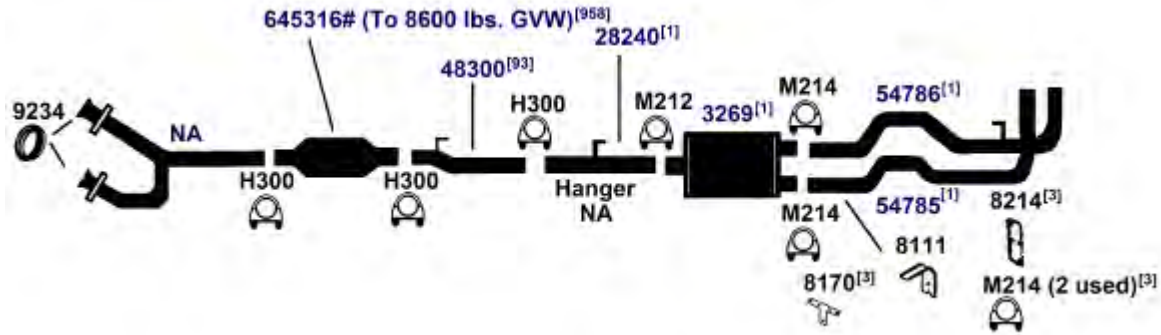 645316# (To 8600 lbs. GVW)[958]
28240[1]
48300[93]
9234
NA
H300
M212
3269[1]
M214
54786[1]
H300
H300
Hanger
NA
M214
54785[1]
8214[3]
8111
8170[3]
M214 (2 used)[3]